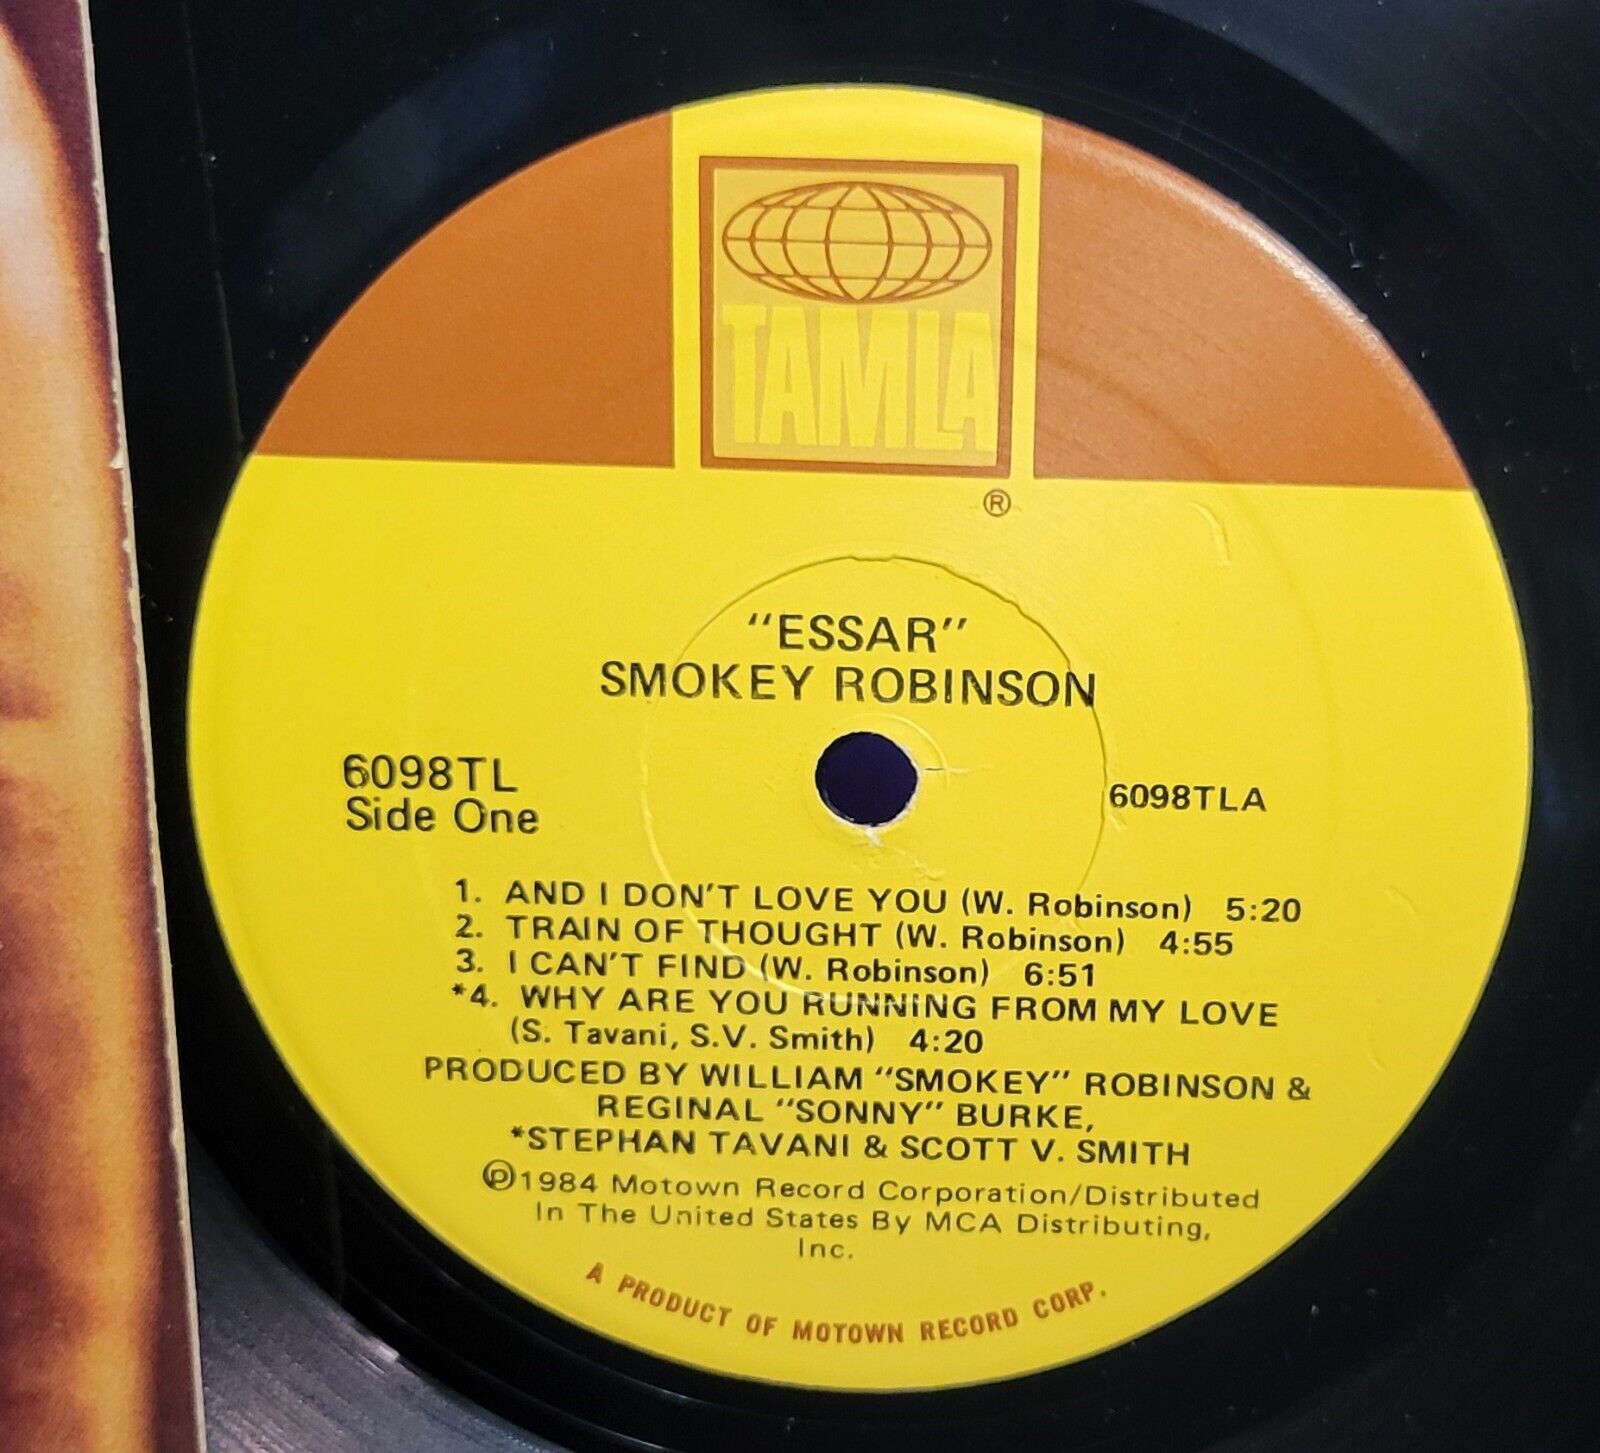 TAMLA
®
"ESSAR"
SMOKEY ROBINSON
6098TL
Side One
6098TLA
1. AND I DON'T LOVE YOU (W. Robinson) 5:20
2. TRAIN OF THOUGHT (W. Robinson) 4:55
3. I CAN'T FIND (W. Robinson) 6:51
*4. WHY ARE YOU RUNNING FROM MY LOVE
(S. Tavani, S.V. Smith) 4:20
PRODUCED BY WILLIAM "SMOKEY" ROBINSON &
REGINAL "SONNY" BURKE,
*STEPHAN TAVANI & SCOTT V. SMITH
℗1984 Motown Record Corporation/Distributed
In The United States By MCA Distributing,
Inc.
A PRODUCT OF MOTOWN RECORD CORP.